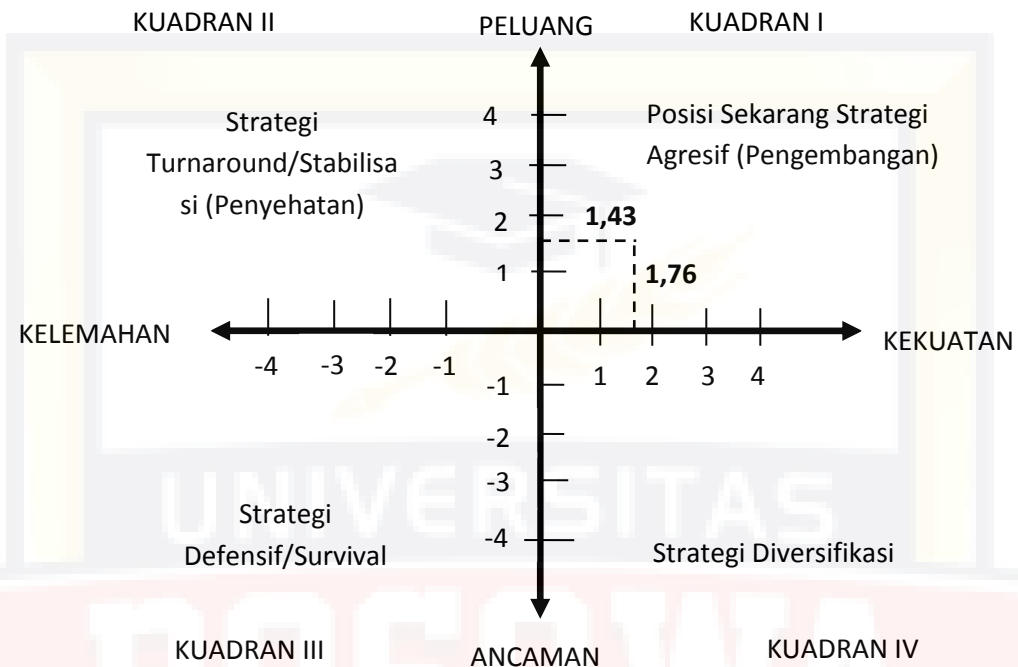 KUADRAN II
PELUANG
KUADRAN I
Strategi
Turnaround/Stabilisa
si (Penyehatan)
Posisi Sekarang Strategi
Agresif (Pengembangan)
4
3
2
1
1,43
1,76
KELEMAHAN
KEKUATAN
-4 -3 -2 -1
1 2 3 4
-1
-2
-3
-4
UNIVERSITAS
Strategi
Defensif/Survival
Strategi Diversifikasi
BOSOWA
KUADRAN III
ANCAMAN
KUADRAN IV